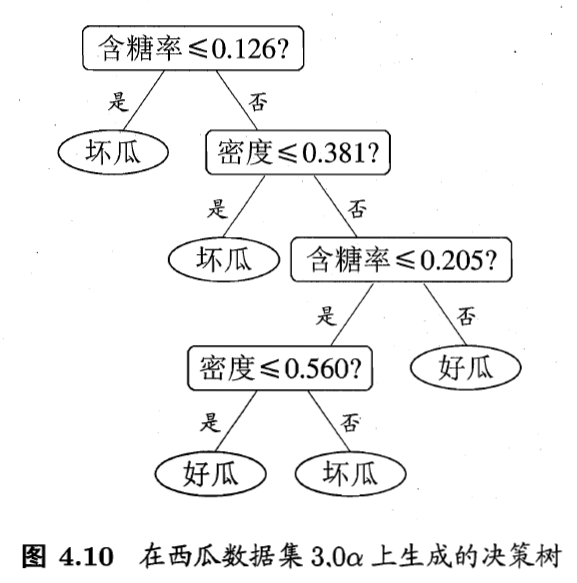 含糖率≤0.126?
是
否
坏瓜
密度≤0.381?
是
否
坏瓜
含糖率≤0.205?
是
否
密度≤0.560?
好瓜
是
否
好瓜
坏瓜
图 4.10 在西瓜数据集 3.0α 上生成的决策树